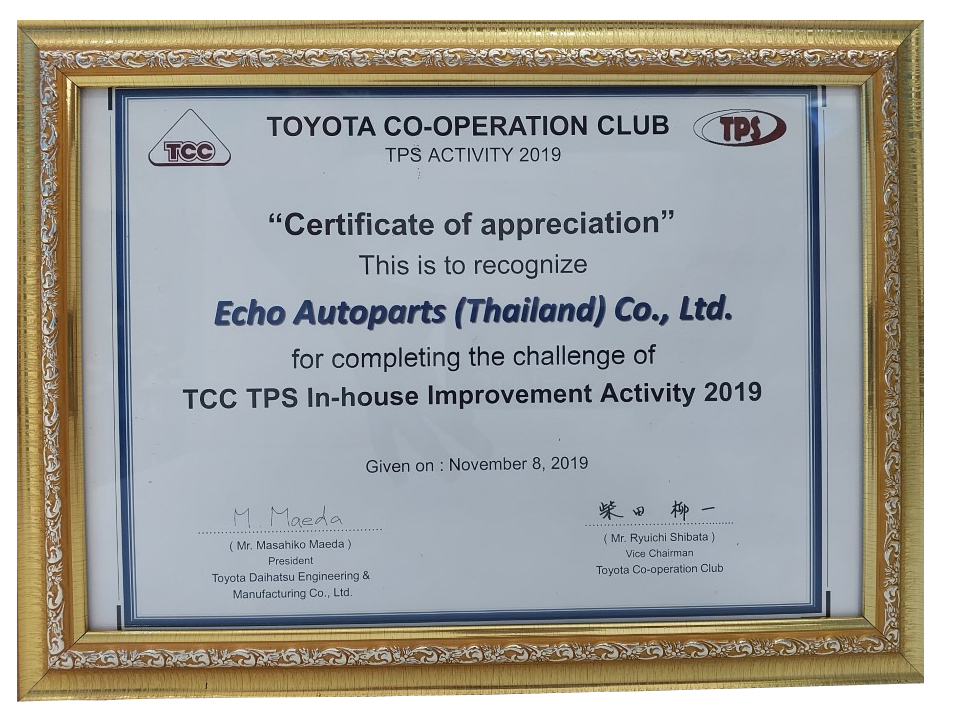 TCC
TOYOTA CO-OPERATION CLUB
TPS
TPS ACTIVITY 2019
“Certificate of appreciation”
This is to recognize
Echo Autoparts (Thailand) Co., Ltd.
for completing the challenge of
TCC TPS In-house Improvement Activity 2019
Given on : November 8, 2019
M. Maeda
( Mr. Masahiko Maeda )
President
Toyota Daihatsu Engineering &
Manufacturing Co., Ltd.
柴田 柳一
( Mr. Ryuichi Shibata )
Vice Chairman
Toyota Co-operation Club